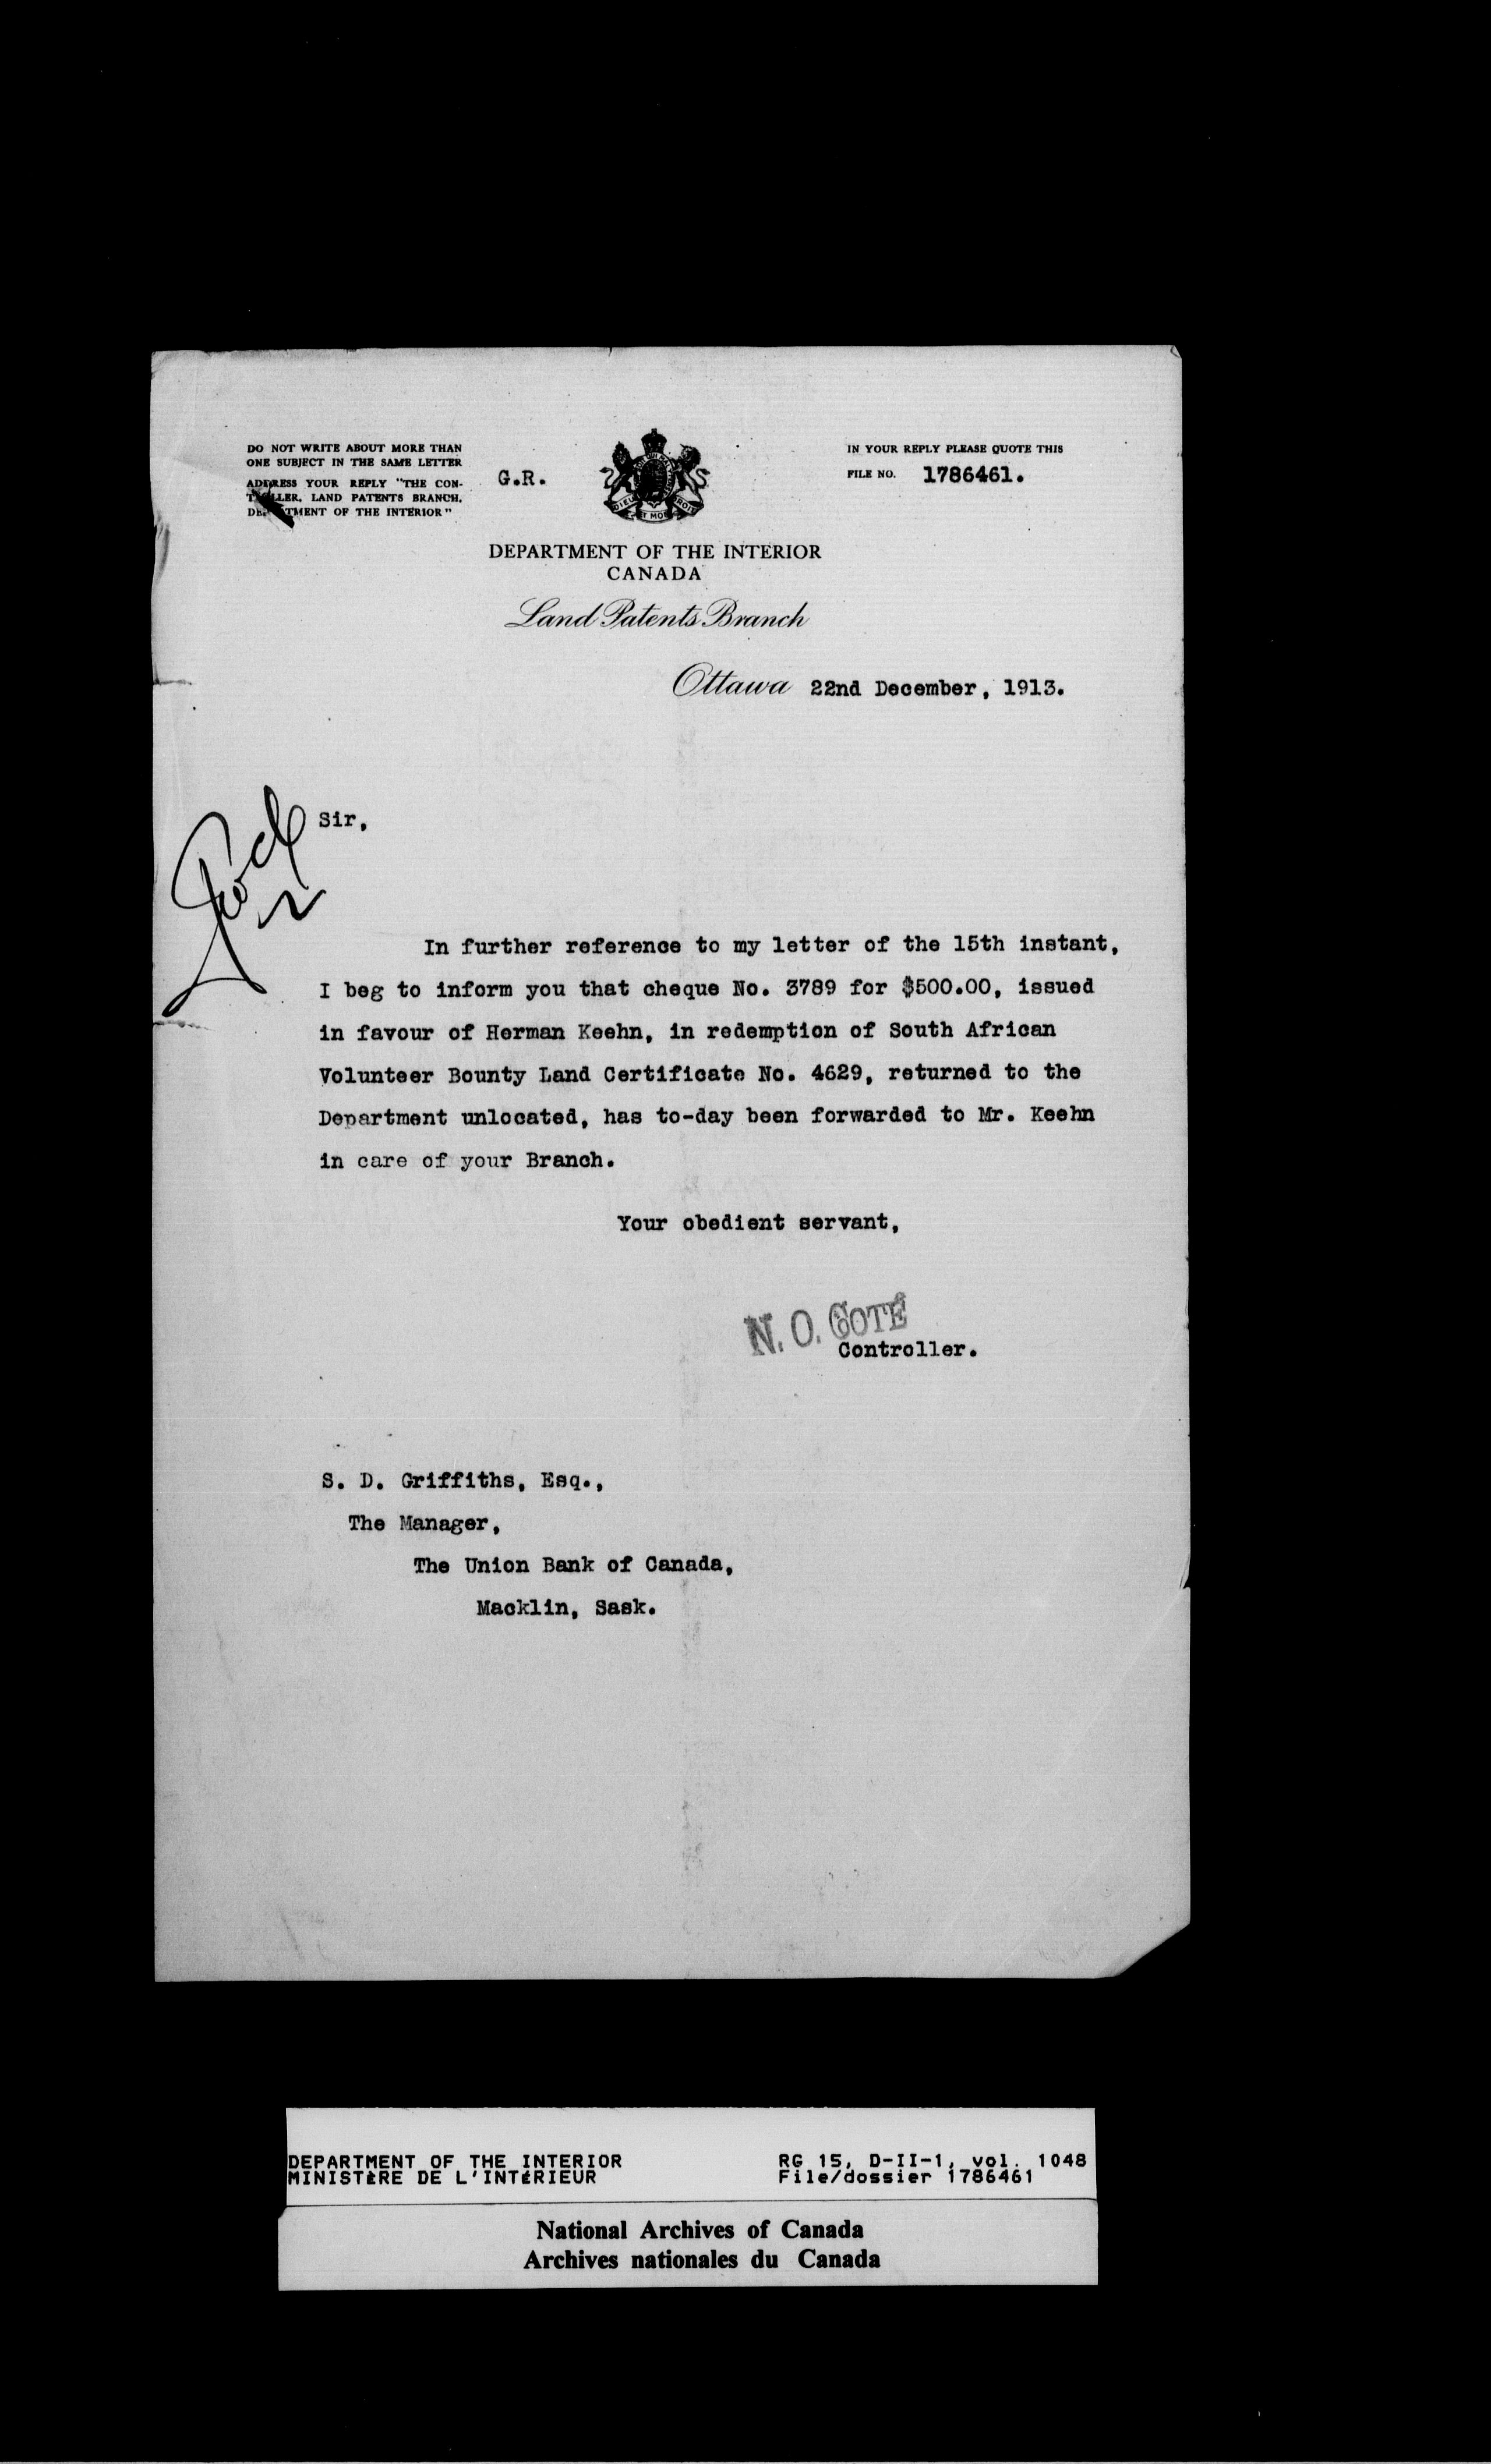 DO NOT WRITE ABOUT MORE THAN
ONE SUBJECT IN THE SAME LETTER
ADDRESS YOUR REPLY "THE CON-
LLER, LAND PATENTS BRANCH,
DE TMENT OF THE INTERIOR"
G.R.
IN YOUR REPLY PLEASE QUOTE THIS
FILE NO. 1786461.
DEPARTMENT OF THE INTERIOR
CANADA
Land Patents Branch
Ottawa 22nd December, 1913.
Sir,
In further reference to my letter of the 15th instant,
I beg to inform you that cheque No. 3789 for $500.00, issued
in favour of Herman Keehn, in redemption of South African
Volunteer Bounty Land Certificate No. 4629, returned to the
Department unlocated, has to-day been forwarded to Mr. Keehn
in care of your Branch.
Your obedient servant,
N. O. COTÉ
Controller.
S. D. Griffiths, Esq.,
The Manager,
The Union Bank of Canada,
Macklin, Sask.
DEPARTMENT OF THE INTERIOR
MINISTÈRE DE L'INTÉRIEUR
RG 15, D-II-1, vol. 1048
File/dossier 1786461
National Archives of Canada
Archives nationales du Canada